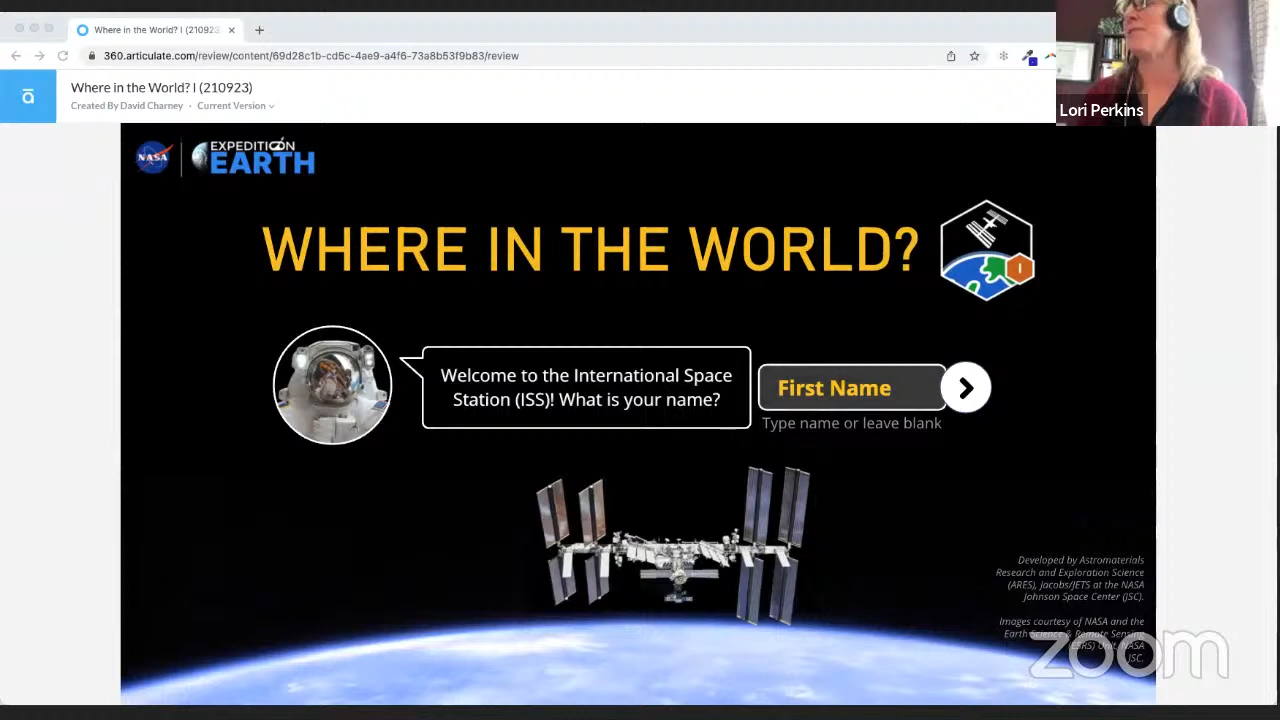 Where in the World? I (210923
360.articulate.com/review/content/69d28c1b-cd5c-4ae9-a4f6-73a8b53f9b83/review
Lori Perkins
ā
Where in the World? I (210923)
Created By David Charney • Current Version
NASA
EXPEDITION
EARTH
WHERE IN THE WORLD?
I
Welcome to the International Space
Station (ISS)! What is your name?
First Name
Type name or leave blank
Developed by Astromaterials
Research and Exploration Science
(ARES), Jacobs/JETS at the NASA
Johnson Space Center (JSC).
Images courtesy of NASA and the
Earth Science & Remote Sensing
(ESRS) Unit, NASA
JSC.
zoom